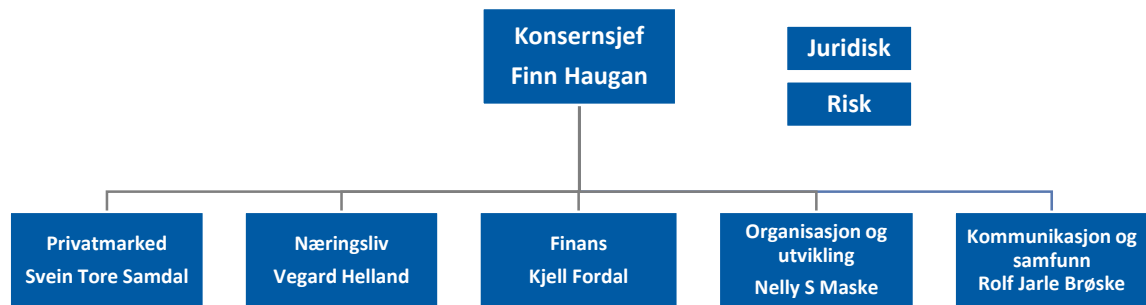 Konsernsjef
Finn Haugan
Juridisk
Risk
Privatmarked
Svein Tore Samdal
Næringsliv
Vegard Helland
Finans
Kjell Fordal
Organisasjon og
utvikling
Nelly S Maske
Kommunikasjon og
samfunn
Rolf Jarle Brøske